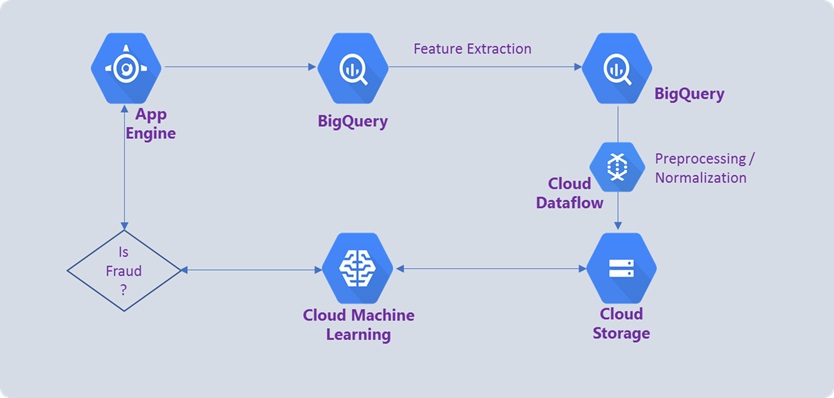 Feature Extraction
App
Engine
BigQuery
BigQuery
Preprocessing /
Normalization
Cloud
Dataflow
Is
Fraud
?
Cloud Machine
Learning
Cloud
Storage